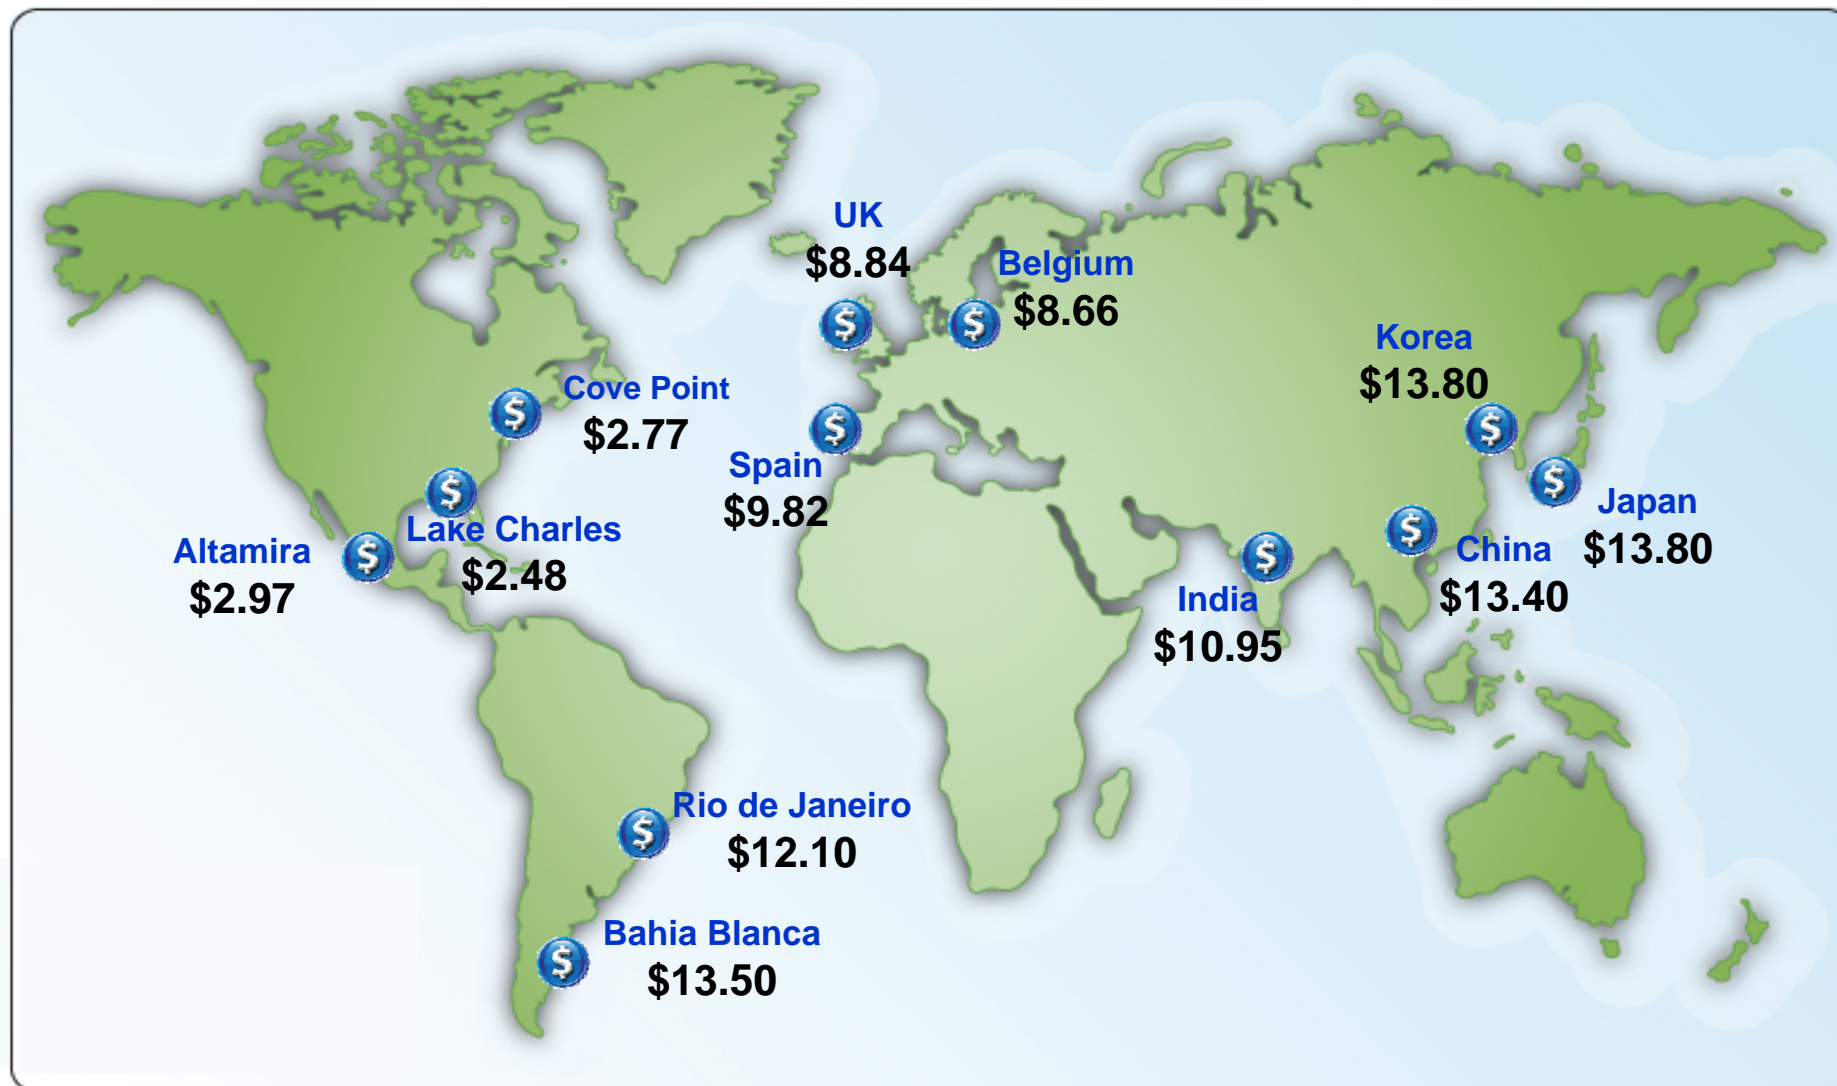 UK
$8.84
Belgium
$8.66
Korea
$13.80
Cove Point
$2.77
Spain
$9.82
Japan
$13.80
Lake Charles
$2.48
Altamira
$2.97
China
$13.40
India
$10.95
Rio de Janeiro
$12.10
Bahia Blanca
$13.50